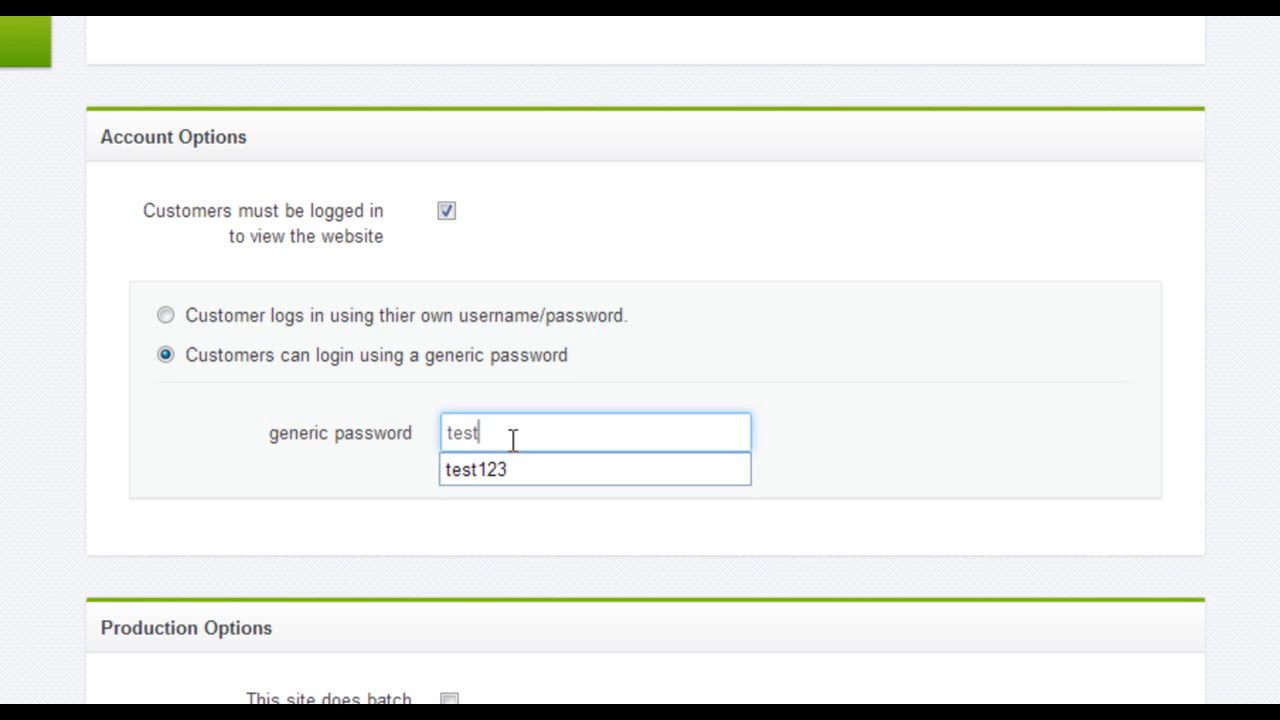 Account Options
Customers must be logged in
to view the website
Customer logs in using thier own username/password.
Customers can login using a generic password
generic password
test
test123
Production Options
This site does batch